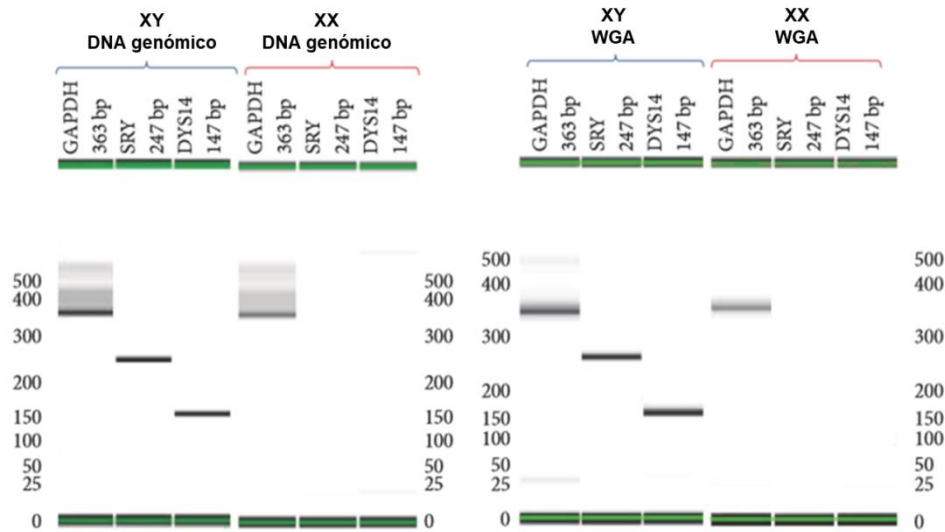 XY
DNA genómico
XX
DNA genómico
GAPDH
363 bp
SRY
247 bp
DYS14
147 bp
GAPDH
363 bp
SRY
247 bp
DYS14
147 bp
500
400
300
200
150
100
50
25
0
500
400
300
200
150
100
50
25
0
XY
WGA
XX
WGA
GAPDH
363 bp
SRY
247 bp
DYS14
147 bp
GAPDH
363 bp
SRY
247 bp
DYS14
147 bp
500
400
300
200
150
100
50
25
0
500
400
300
200
150
100
50
25
0